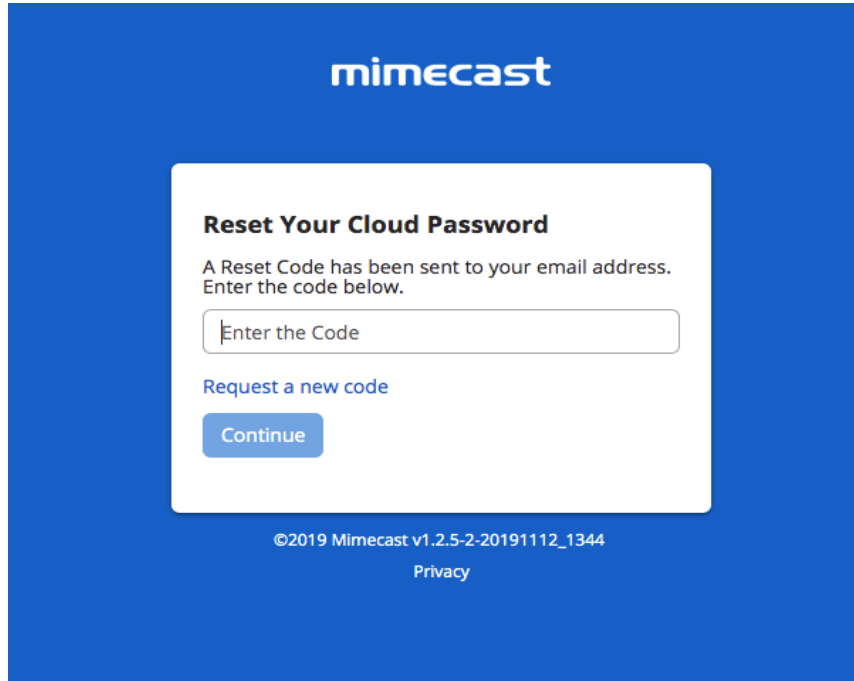 mimecast
Reset Your Cloud Password
A Reset Code has been sent to your email address.
Enter the code below.
Enter the Code
Request a new code
Continue
©2019 Mimecast v1.2.5-2-20191112_1344
Privacy